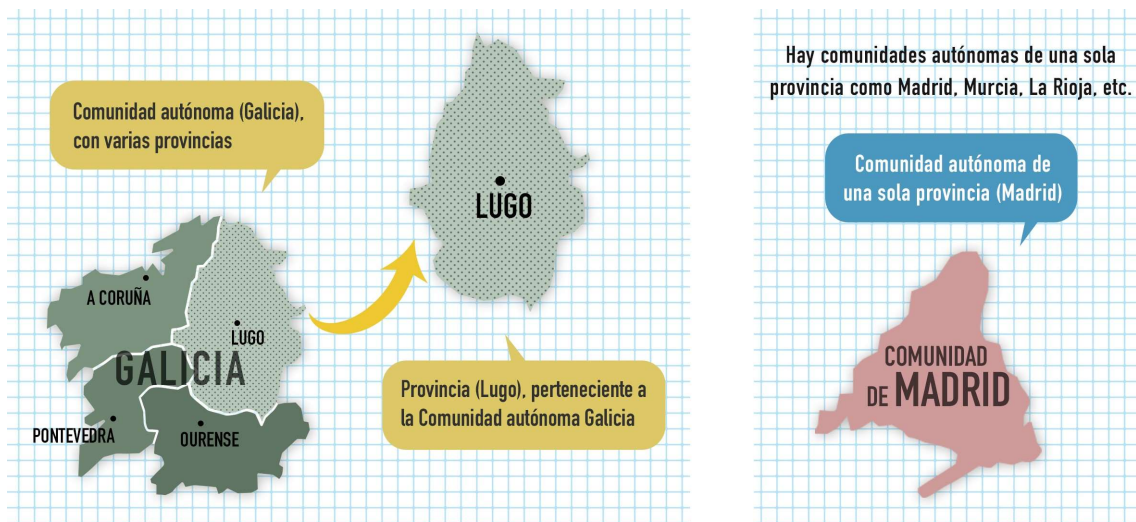 Comunidad autónoma (Galicia),
con varias provincias
A CORUÑA
LUGO
GALICIA
PONTEVEDRA
OURENSE
LUGO
Provincia (Lugo), perteneciente a
la Comunidad autónoma Galicia
Hay comunidades autónomas de una sola
provincia como Madrid, Murcia, La Rioja, etc.
Comunidad autónoma de
una sola provincia (Madrid)
COMUNIDAD
DE MADRID